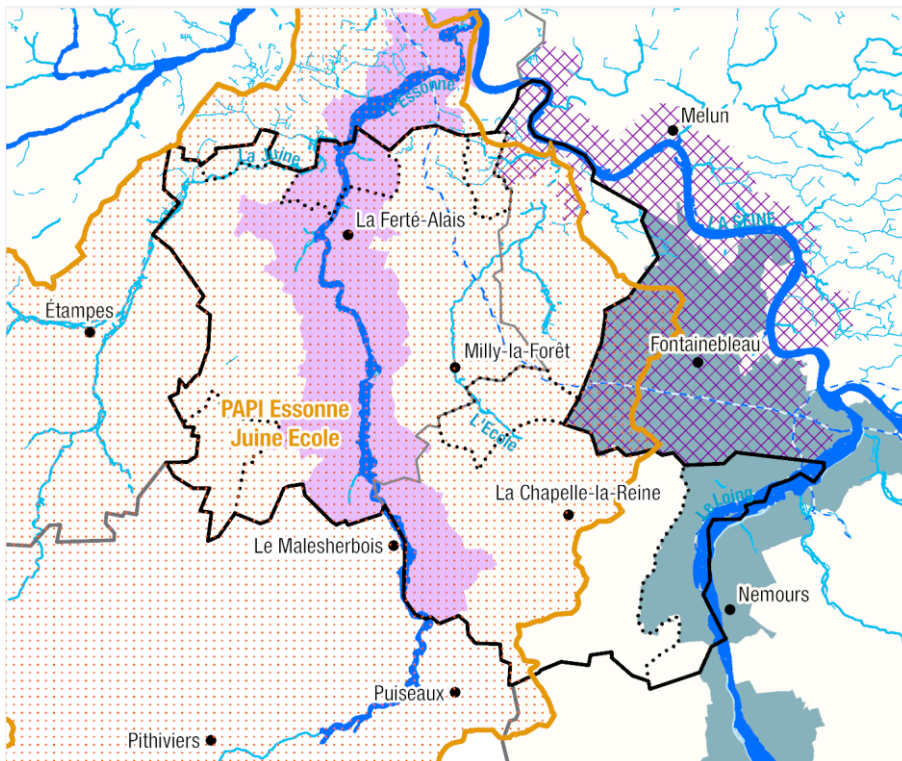 L'Essonne
Melun
La Juine
La Ferté-Alais
LA SEINE
Étampes
Fontainebleau
Milly-la-Forêt
PAPI Essonne
Juine Ecole
L'Ecole
La Chapelle-la-Reine
Le Loing
Le Malesherbois
Nemours
Puiseaux
Pithiviers